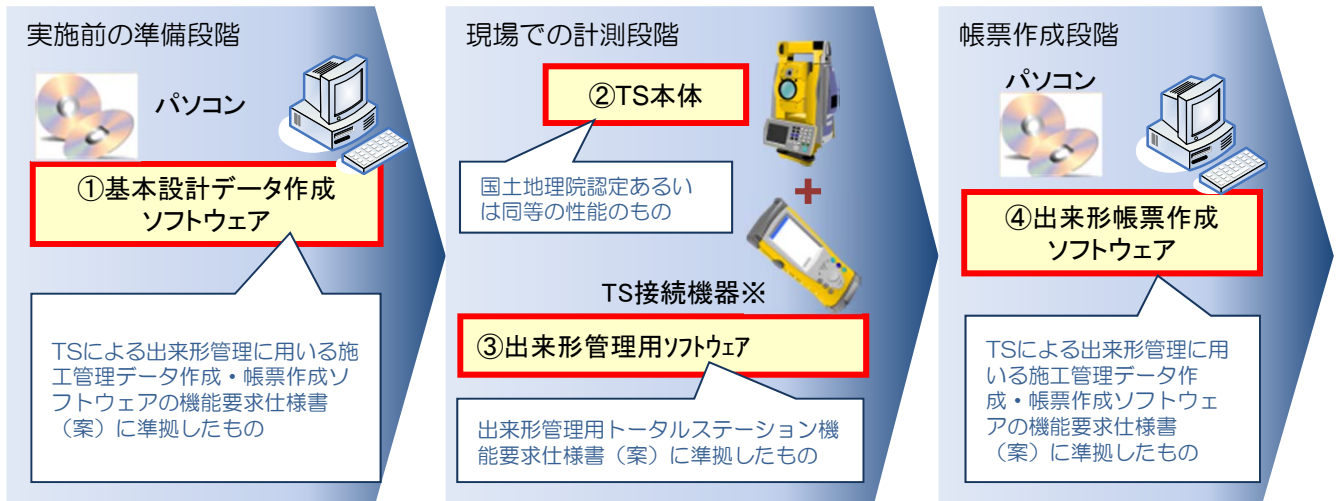 実施前の準備段階
パソコン
①基本設計データ作成
ソフトウェア
TSによる出来形管理に用いる施
工管理データ作成・帳票作成ソ
フトウェアの機能要求仕様書
（案）に準拠したもの
現場での計測段階
②TS本体
国土地理院認定あるい
は同等の性能のもの
+
TS接続機器※
③出来形管理用ｿﾌﾄｳｪｱ
出来形管理用トータルステーション機
能要求仕様書（案）に準拠したもの
帳票作成段階
パソコン
④出来形帳票作成
ソフトウェア
TSによる出来形管理に用
いる施工管理データ作
成・帳票作成ソフトウェ
アの機能要求仕様書
（案）に準拠したもの